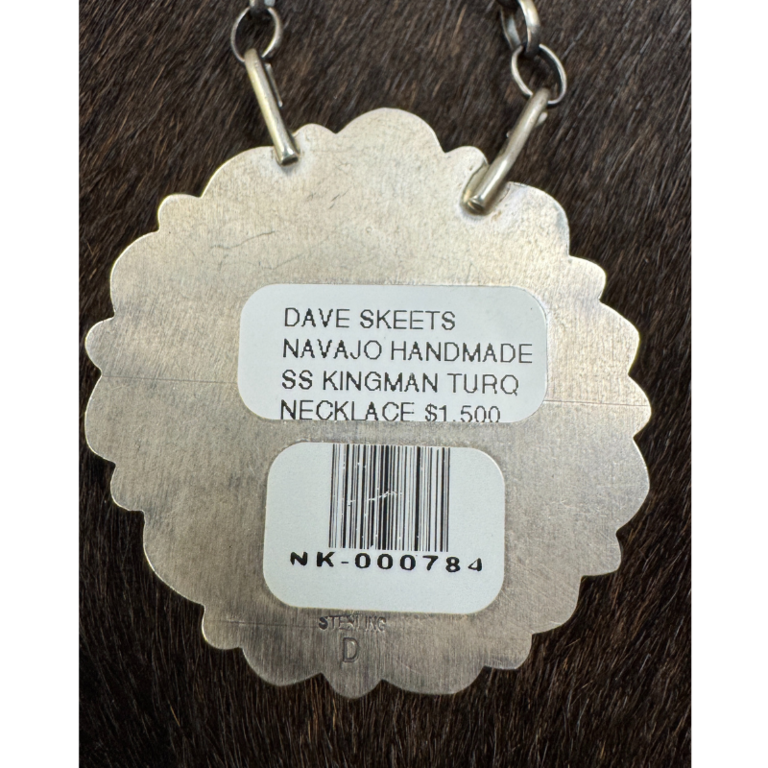 DAVE SKEETS
NAVAJO HANDMADE
SS KINGMAN TURQ
NECKLACE $1,500
NK-000784
STERLING
D